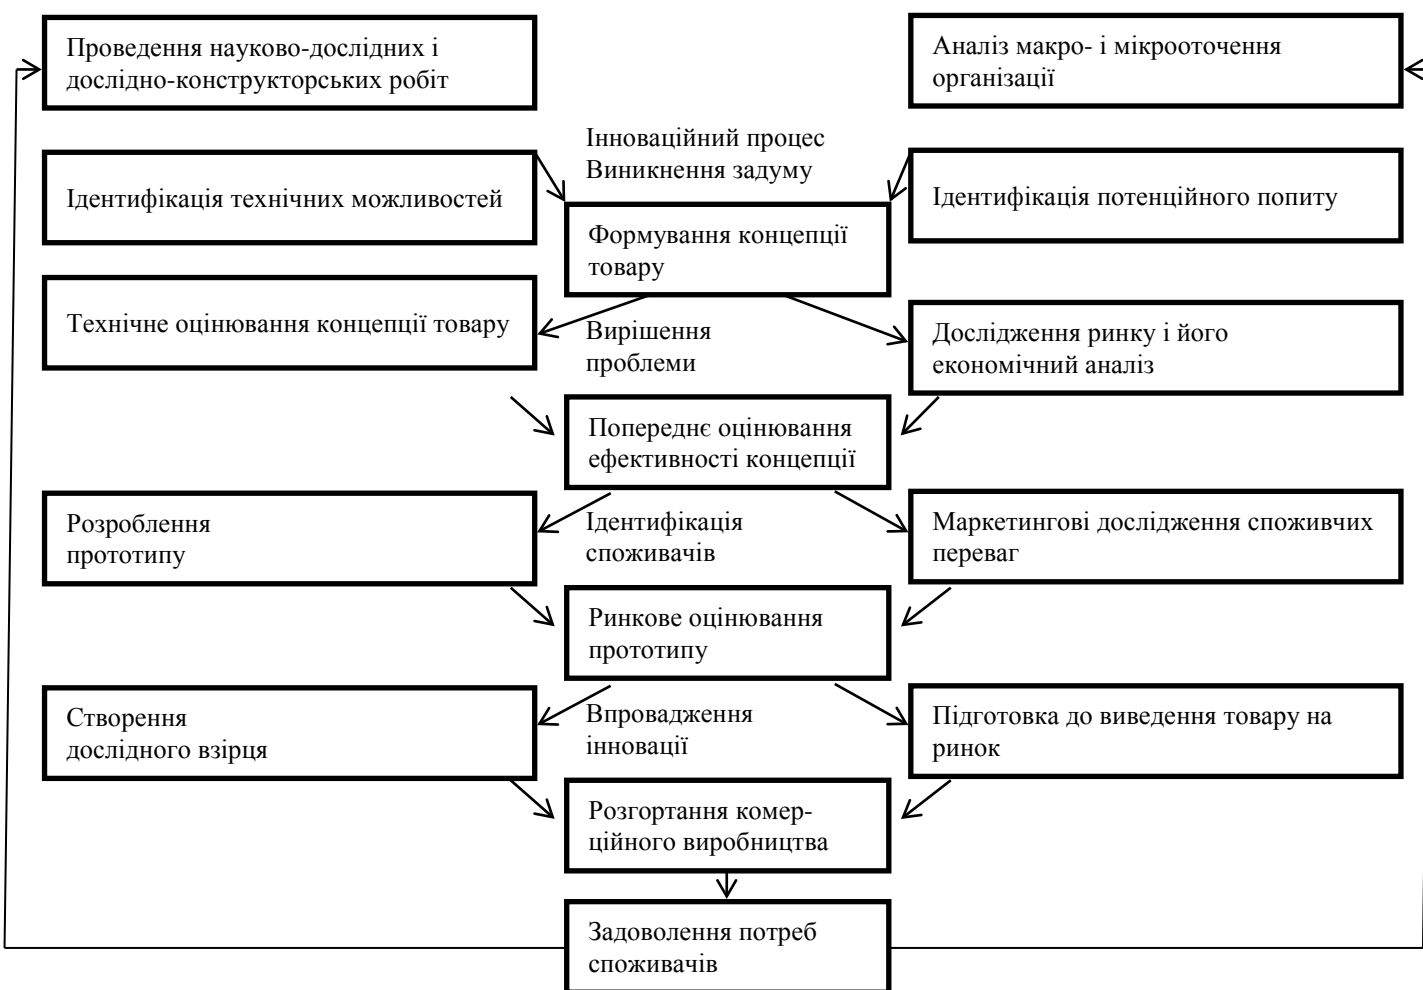 Проведення науково-дослідних і
дослідно-конструкторських робіт
Аналіз макро- і мікрооточення
організації
Інноваційний процес
Виникнення задуму
Ідентифікація технічних можливостей
Ідентифікація потенційного попиту
Формування концепції
товару
Технічне оцінювання концепції товару
Вирішення
проблеми
Дослідження ринку і його
економічний аналіз
Попереднє оцінювання
ефективності концепції
Розроблення
прототипу
Ідентифікація
споживачів
Маркетингові дослідження споживчих
переваг
Ринкове оцінювання
прототипу
Створення
дослідного взірця
Впровадження
інновації
Підготовка до виведення товару на
ринок
Розгортання комер-
ційного виробництва
Задоволення потреб
споживачів